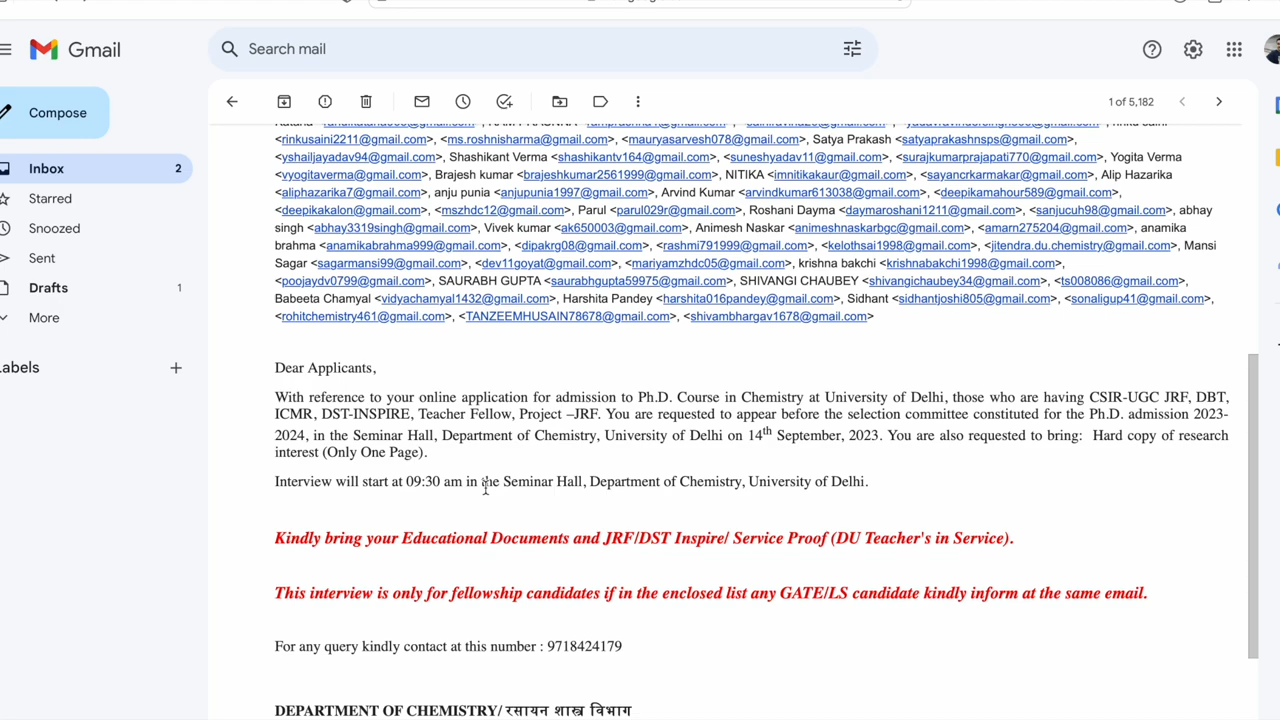 Gmail
Search mail
Compose
1 of 5,182
Inbox 2
Starred
Snoozed
Sent
Drafts 1
More
Labels
<rinkusaini2211@gmail.com>, <ms.roshnisharma@gmail.com>, <mauryasarvesh078@gmail.com>, Satya Prakash <satyaprakashnsps@gmail.com>,
<yshailjayadav94@gmail.com>, Shashikant Verma <shashikantv164@gmail.com>, <suneshyadav11@gmail.com>, <surajkumarprajapati770@gmail.com>, Yogita Verma
<vyogitaverma@gmail.com>, Brajesh kumar <brajeshkumar2561999@gmail.com>, NITIKA <imnitikakaur@gmail.com>, <sayancrkarmakar@gmail.com>, Alip Hazarika
<aliphazarika7@gmail.com>, anju punia <anjupunia1997@gmail.com>, Arvind Kumar <arvindkumar613038@gmail.com>, <deepikamahour589@gmail.com>,
<deepikakalon@gmail.com>, <mszhdc12@gmail.com>, Parul <parul029r@gmail.com>, Roshani Dayma <daymaroshani1211@gmail.com>, <sanjucuh98@gmail.com>, abhay
singh <abhay3319singh@gmail.com>, Vivek kumar <ak650003@gmail.com>, Animesh Naskar <animeshnaskarbgc@gmail.com>, <amarn275204@gmail.com>, anamika
brahma <anamikabrahma999@gmail.com>, <dipakrg08@gmail.com>, <rashmi791999@gmail.com>, <kelothsai1998@gmail.com>, <jitendra.du.chemistry@gmail.com>, Mansi
Sagar <sagarmansi99@gmail.com>, <dev11goyat@gmail.com>, <mariyamzhdc05@gmail.com>, krishna bakchi <krishnabakchi1998@gmail.com>,
<poojaydv0799@gmail.com>, SAURABH GUPTA <saurabhgupta59975@gmail.com>, SHIVANGI CHAUBEY <shivangichaubey34@gmail.com>, <ts008086@gmail.com>,
Babeeta Chamyal <vidyachamyal1432@gmail.com>, Harshita Pandey <harshita016pandey@gmail.com>, Sidhant <sidhantjoshi805@gmail.com>, <sonaligup41@gmail.com>,
<rohitchemistry461@gmail.com>, <TANZEEMHUSAIN78678@gmail.com>, <shivambhargav1678@gmail.com>
Dear Applicants,
With reference to your online application for admission to Ph.D. Course in Chemistry at University of Delhi, those who are having CSIR-UGC JRF, DBT,
ICMR, DST-INSPIRE, Teacher Fellow, Project –JRF. You are requested to appear before the selection committee constituted for the Ph.D. admission 2023-
2024, in the Seminar Hall, Department of Chemistry, University of Delhi on 14th September, 2023. You are also requested to bring: Hard copy of research
interest (Only One Page).
Interview will start at 09:30 am in the Seminar Hall, Department of Chemistry, University of Delhi.
Kindly bring your Educational Documents and JRF/DST Inspire/ Service Proof (DU Teacher's in Service).
This interview is only for fellowship candidates if in the enclosed list any GATE/LS candidate kindly inform at the same email.
For any query kindly contact at this number : 9718424179
DEPARTMENT OF CHEMISTRY/ रसायन शास्त्र विभाग